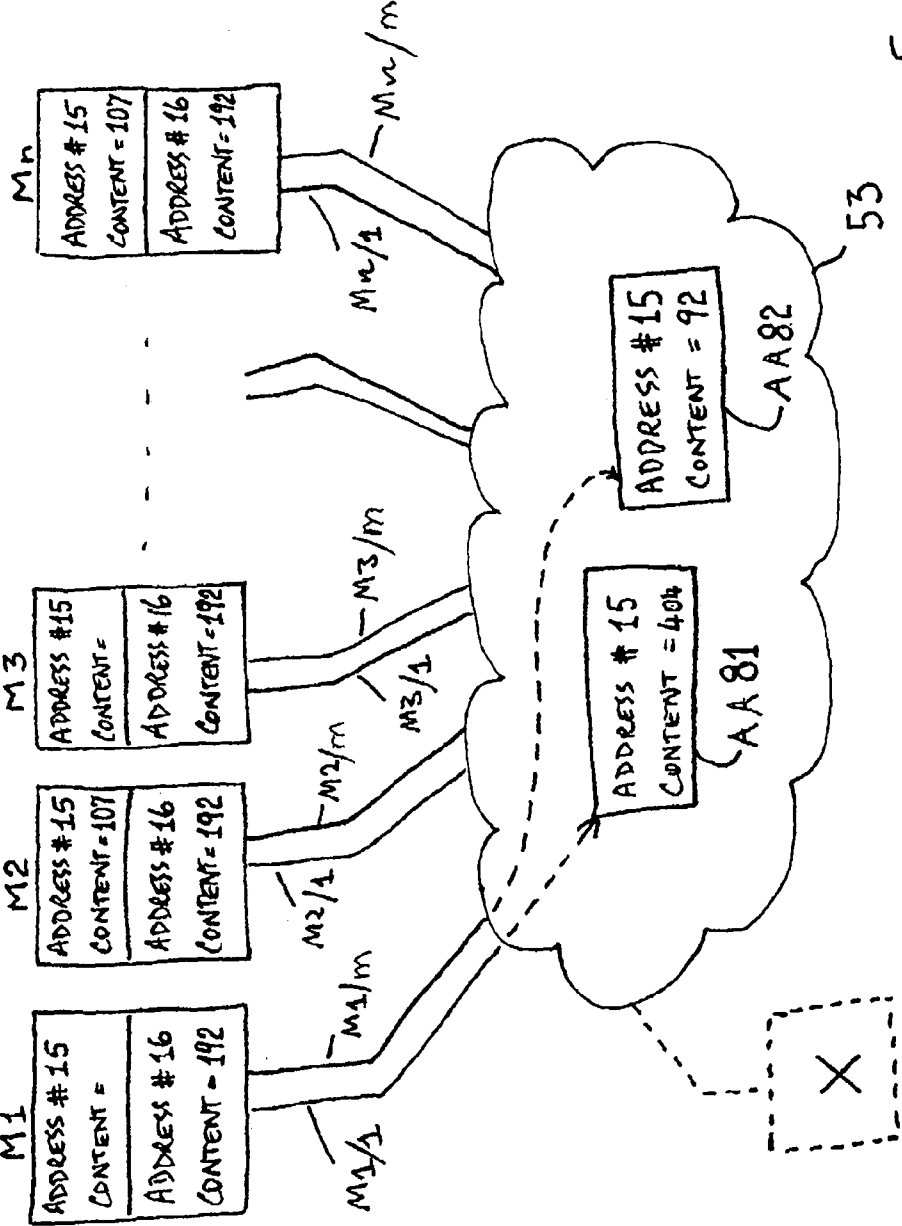 M1
ADDRESS #15
CONTENT =
ADDRESS #16
CONTENT = 192
M2
ADDRESS #15
CONTENT = 107
ADDRESS #16
CONTENT = 192
M3
ADDRESS #15
CONTENT =
ADDRESS #16
CONTENT = 192
- - - -
Mn
ADDRESS #15
CONTENT = 107
ADDRESS #16
CONTENT = 192
M1/1
M1/m
M2/1
M2/m
M3/1
M3/m
Mn/1
Mn/m
ADDRESS #15
CONTENT = 404
AA81
ADDRESS #15
CONTENT = 92
AA82
53
X